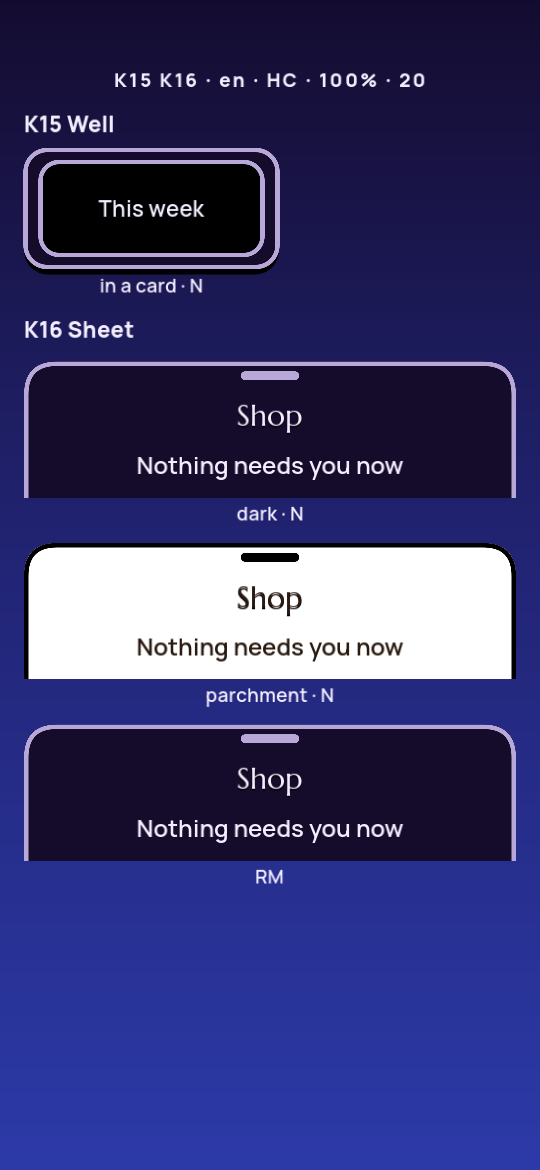 K15 K16 · en · HC · 100% · 20
K15 Well
This week
in a card · N
K16 Sheet
Shop
Nothing needs you now
dark · N
Shop
Nothing needs you now
parchment · N
Shop
Nothing needs you now
RM